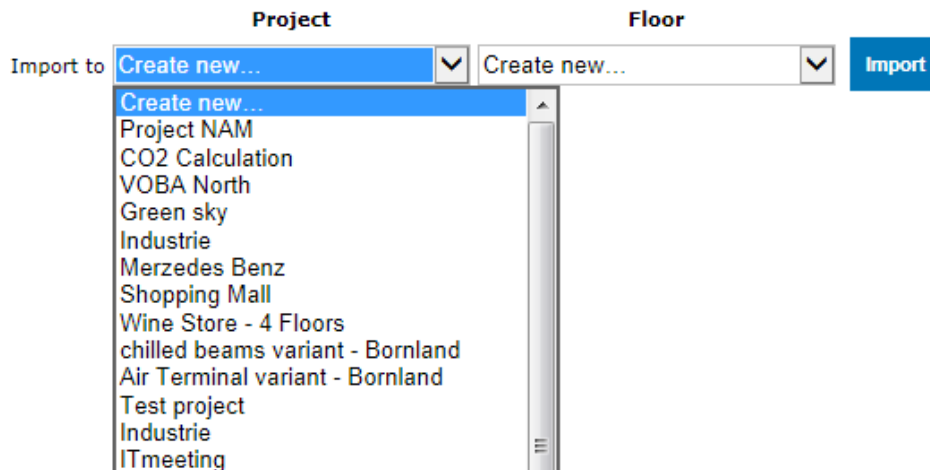 Project Floor
Import to Create new... Create new... Import
Create new...
Project NAM
CO2 Calculation
VOBA North
Green sky
Industrie
Merzedes Benz
Shopping Mall
Wine Store - 4 Floors
chilled beams variant - Bornland
Air Terminal variant - Bornland
Test project
Industrie
ITmeeting